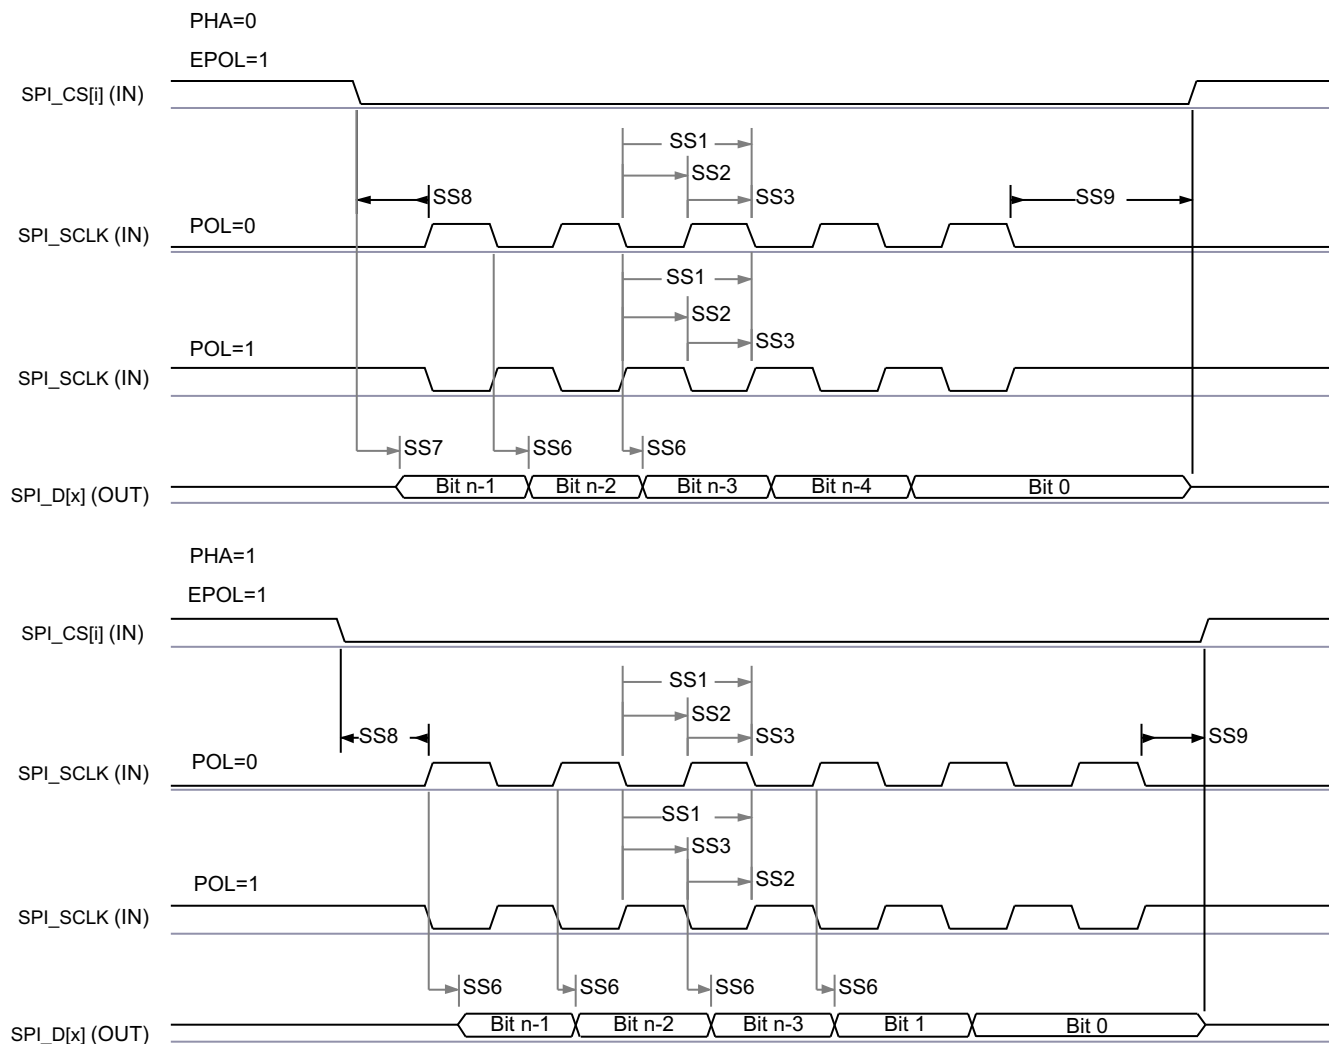 PHA=0
EPOL=1
SPI_CS[i] (IN)
SS1
SS2
SS8
SS3
SS9
POL=0
SPI_SCLK (IN)
SS1
SS2
SS3
POL=1
SPI_SCLK (IN)
SS7
SS6
SS6
SPI_D[x] (OUT)
Bit n-1
Bit n-2
Bit n-3
Bit n-4
Bit 0
PHA=1
EPOL=1
SPI_CS[i] (IN)
SS1
SS2
SS8
SS3
SS9
POL=0
SPI_SCLK (IN)
SS1
SS3
SS2
POL=1
SPI_SCLK (IN)
SS6
SS6
SS6
SS6
SPI_D[x] (OUT)
Bit n-1
Bit n-2
Bit n-3
Bit 1
Bit 0